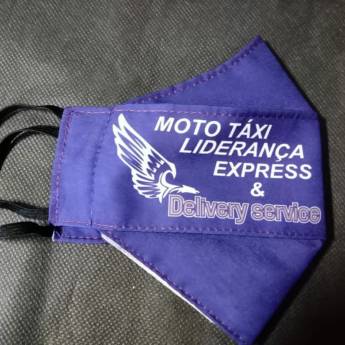 MOTO TÁXI
LIDERANÇA
EXPRESS
&
Delivery service